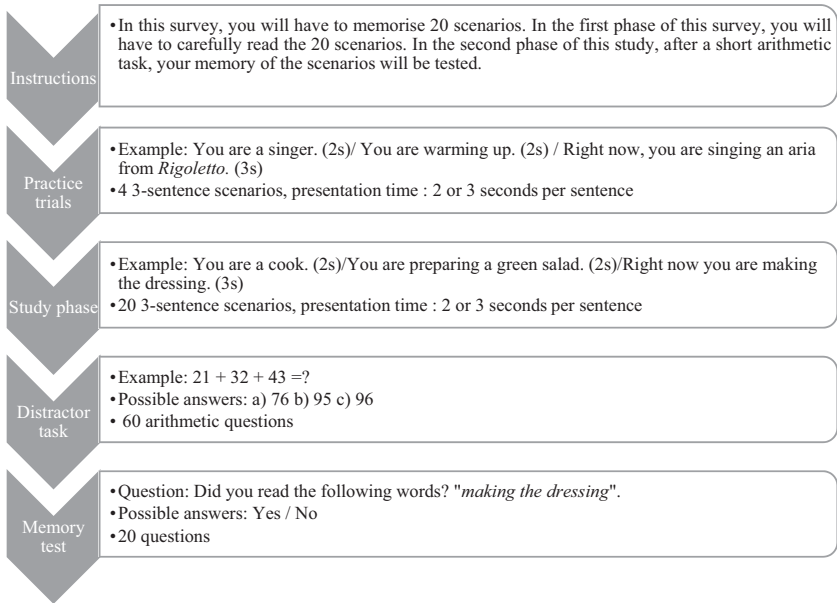 Instructions
•In this survey, you will have to memorise 20 scenarios. In the first phase of this survey, you will
have to carefully read the 20 scenarios. In the second phase of this study, after a short arithmetic
task, your memory of the scenarios will be tested.
Practice
trials
•Example: You are a singer. (2s)/ You are warming up. (2s) / Right now, you are singing an aria
from Rigoletto. (3s)
•4 3-sentence scenarios, presentation time : 2 or 3 seconds per sentence
Study phase
•Example: You are a cook. (2s)/You are preparing a green salad. (2s)/Right now you are making
the dressing. (3s)
•20 3-sentence scenarios, presentation time : 2 or 3 seconds per sentence
Distractor
task
•Example: 21 + 32 + 43 =?
•Possible answers: a) 76 b) 95 c) 96
• 60 arithmetic questions
Memory
test
•Question: Did you read the following words? "making the dressing".
•Possible answers: Yes / No
•20 questions